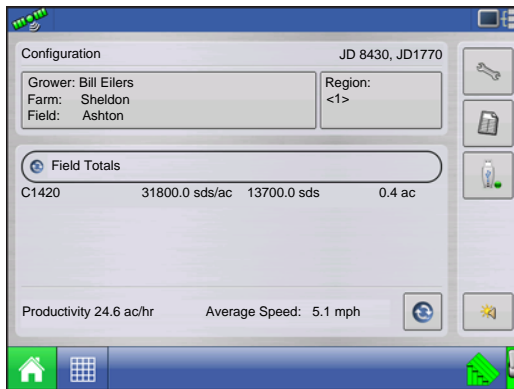 Configuration JD 8430, JD1770
Grower: Bill Eilers
Farm: Sheldon
Field: Ashton
Region:
<1>
Field Totals
C1420 31800.0 sds/ac 13700.0 sds 0.4 ac
Productivity 24.6 ac/hr Average Speed: 5.1 mph